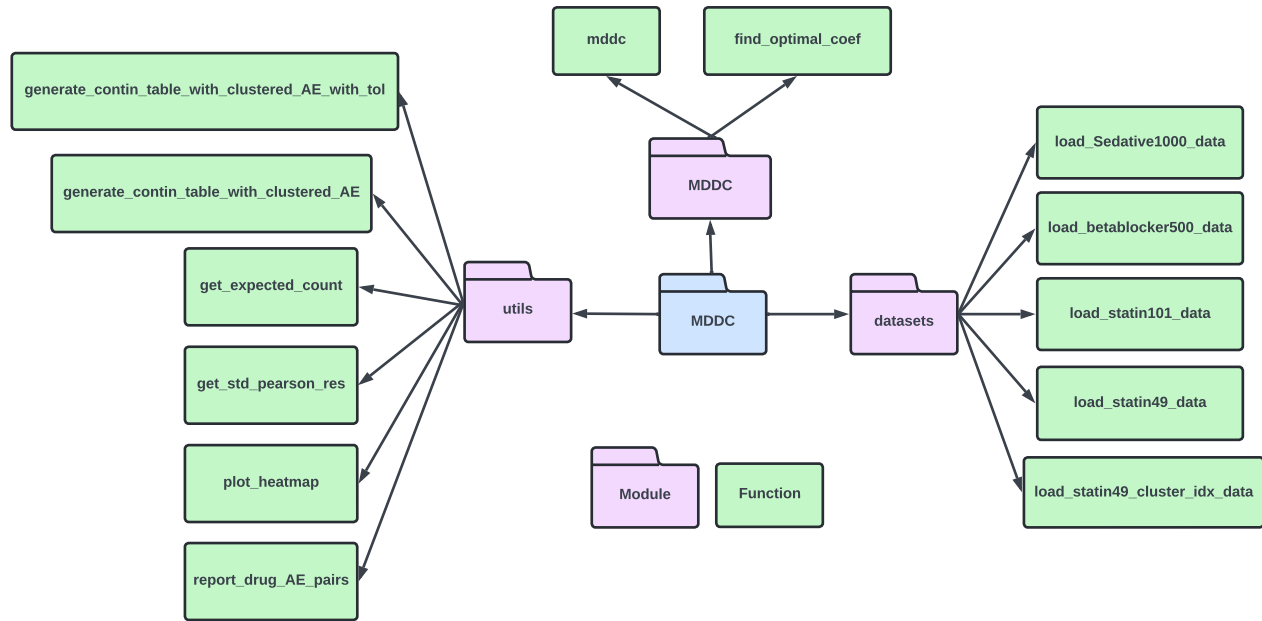 mddc
find_optimal_coef
generate_contin_table_with_clustered_AE_with_tol
load_Sedative1000_data
MDDC
generate_contin_table_with_clustered_AE
load_betablocker500_data
get_expected_count
utils
MDDC
datasets
load_statin101_data
get_std_pearson_res
load_statin49_data
plot_heatmap
Module
Function
load_statin49_cluster_idx_data
report_drug_AE_pairs